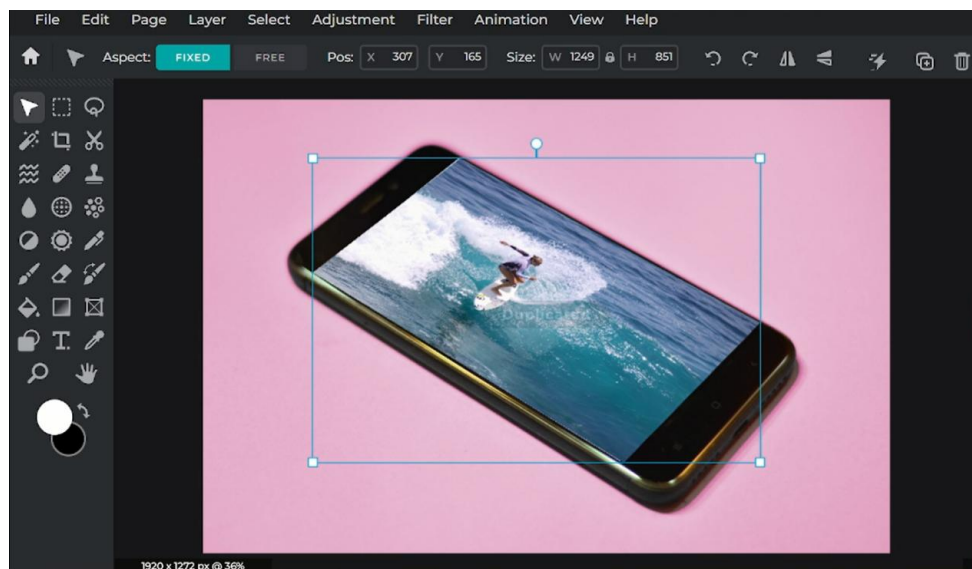 File Edit Page Layer Select Adjustment Filter Animation View Help
Aspect: FIXED FREE Pos: X 307 Y 165 Size: W 1249 H 851
Duplicated
1920 x 1272 px @ 36%